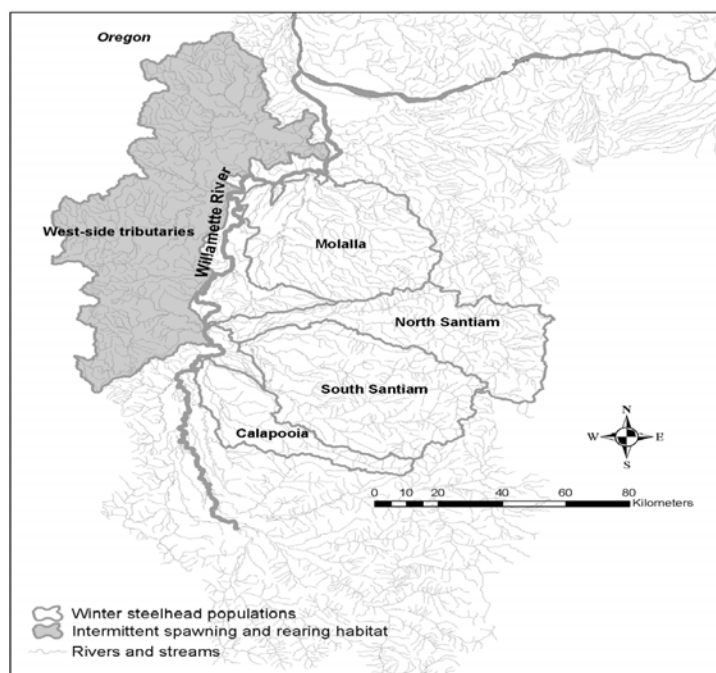 Oregon
West-side tributaries
Willamette River
Molalla
North Santiam
South Santiam
Calapooia
N
W E
S
0 10 20 40 60 80
Kilometers
Winter steelhead populations
Intermittent spawning and rearing habitat
Rivers and streams